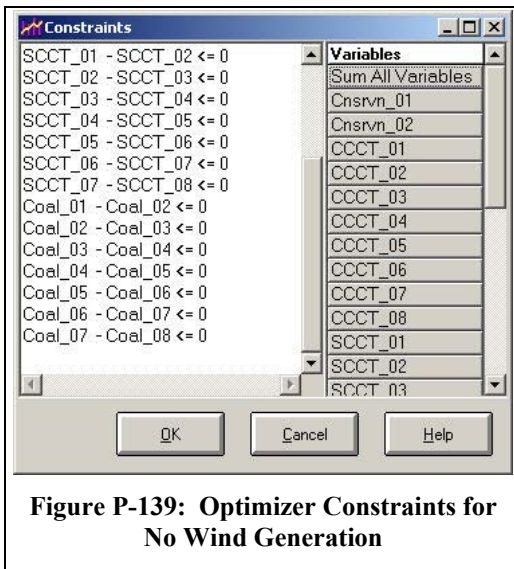 Constraints
SCCT_01 - SCCT_02 <= 0
SCCT_02 - SCCT_03 <= 0
SCCT_03 - SCCT_04 <= 0
SCCT_04 - SCCT_05 <= 0
SCCT_05 - SCCT_06 <= 0
SCCT_06 - SCCT_07 <= 0
SCCT_07 - SCCT_08 <= 0
Coal_01 - Coal_02 <= 0
Coal_02 - Coal_03 <= 0
Coal_03 - Coal_04 <= 0
Coal_04 - Coal_05 <= 0
Coal_05 - Coal_06 <= 0
Coal_06 - Coal_07 <= 0
Coal_07 - Coal_08 <= 0
Variables
Sum All Variables
Cnsrvn_01
Cnsrvn_02
CCCT_01
CCCT_02
CCCT_03
CCCT_04
CCCT_05
CCCT_06
CCCT_07
CCCT_08
SCCT_01
SCCT_02
SCCT_03
OK
Cancel
Help
Figure P-139: Optimizer Constraints for
No Wind Generation